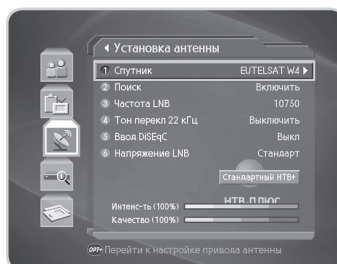 Установка антенны
1 Спутник EUTELSAT W4
2 Поиск Включить
3 Частота LNB 10750
4 Тон перекл 22 кГц Выключить
5 Ввод DiSEqC Выкл
6 Напряжение LNB Стандарт
Стандартный НТВ+
НТВ-ПЛЮС
Интенс-ть (100%)
Качество (100%)
OPT+ Перейти к настройке привода антенны